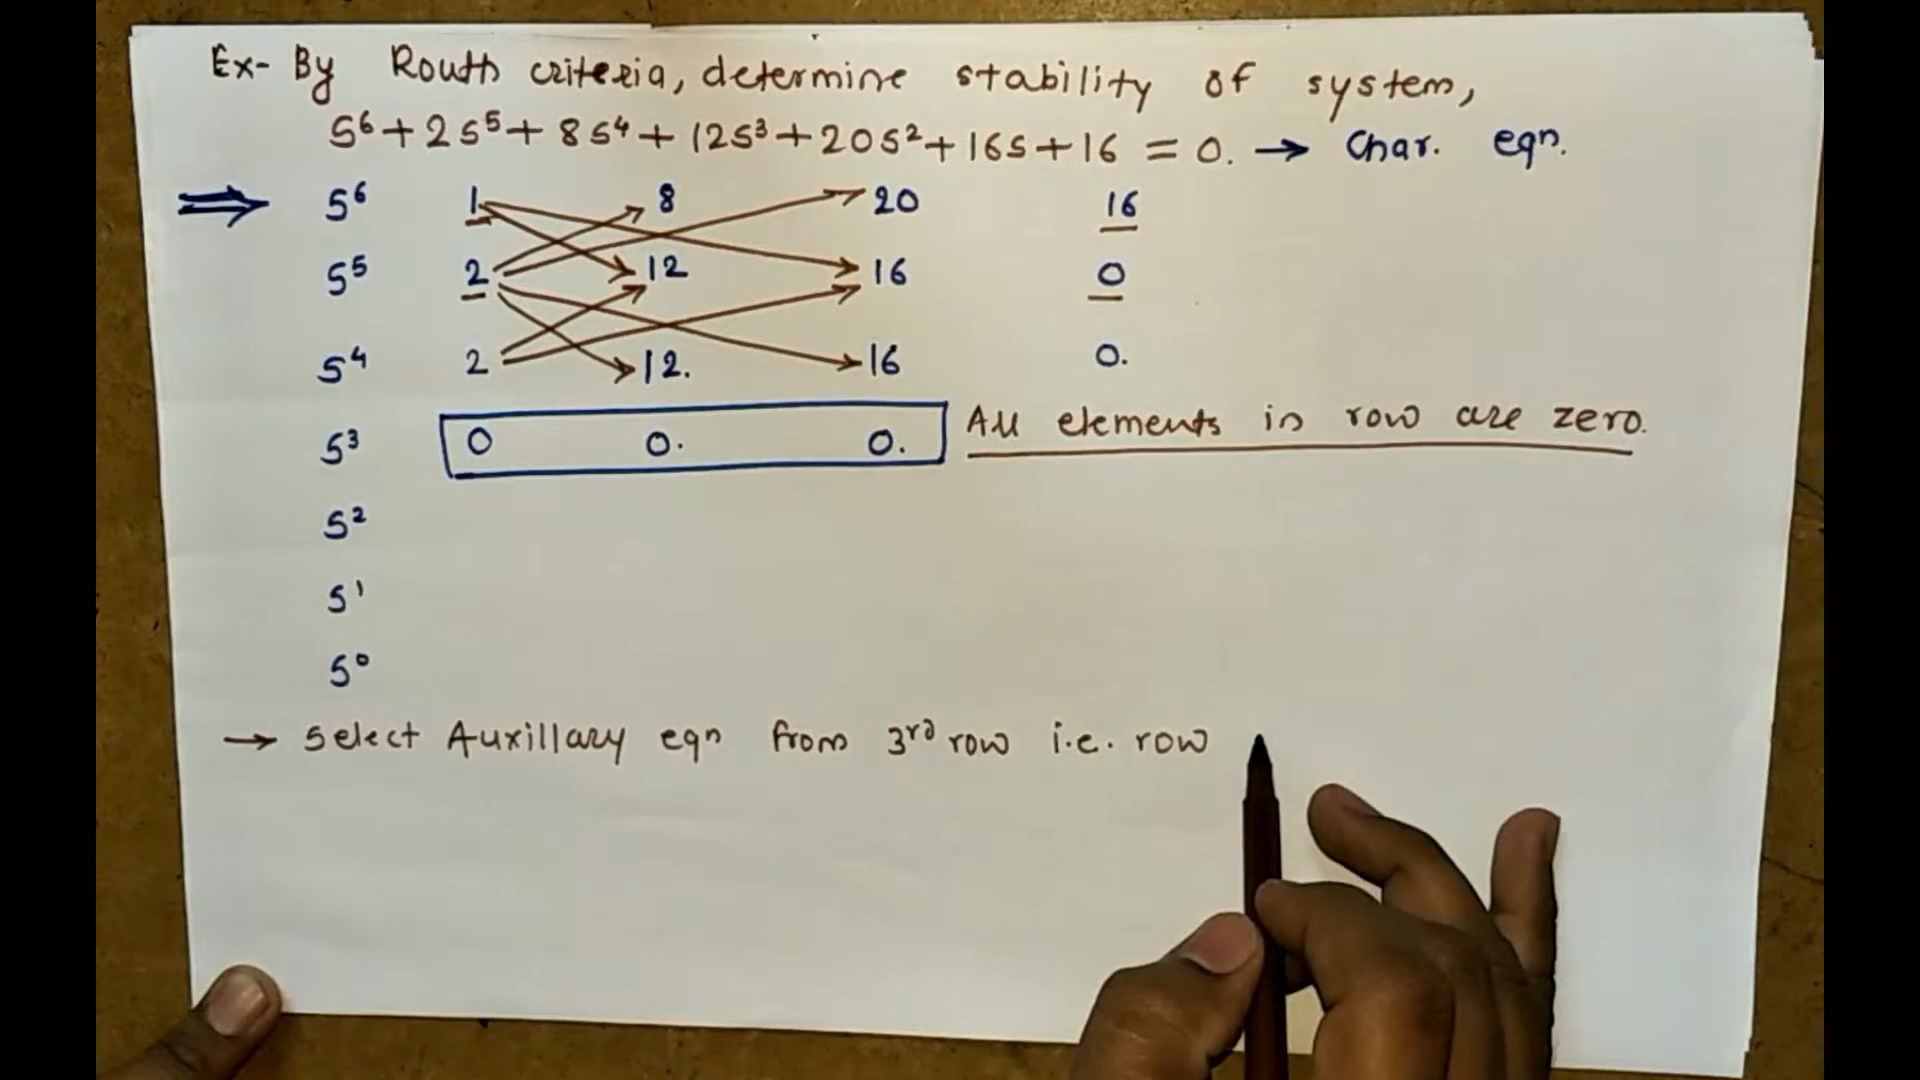 Ex- By Routh criteria, determine stability of system,
S⁶ + 2S⁵ + 8S⁴ + 12S³ + 20S² + 16S + 16 = 0. → Char. eqn.
⇒ S⁶ 1 8 20 16
S⁵ 2 12 16 0
S⁴ 2 12. 16 0.
S³ 0 0. 0. All elements in row are zero.
S²
S¹
S⁰
→ Select Auxillary eqn from 3rd row i.e. row